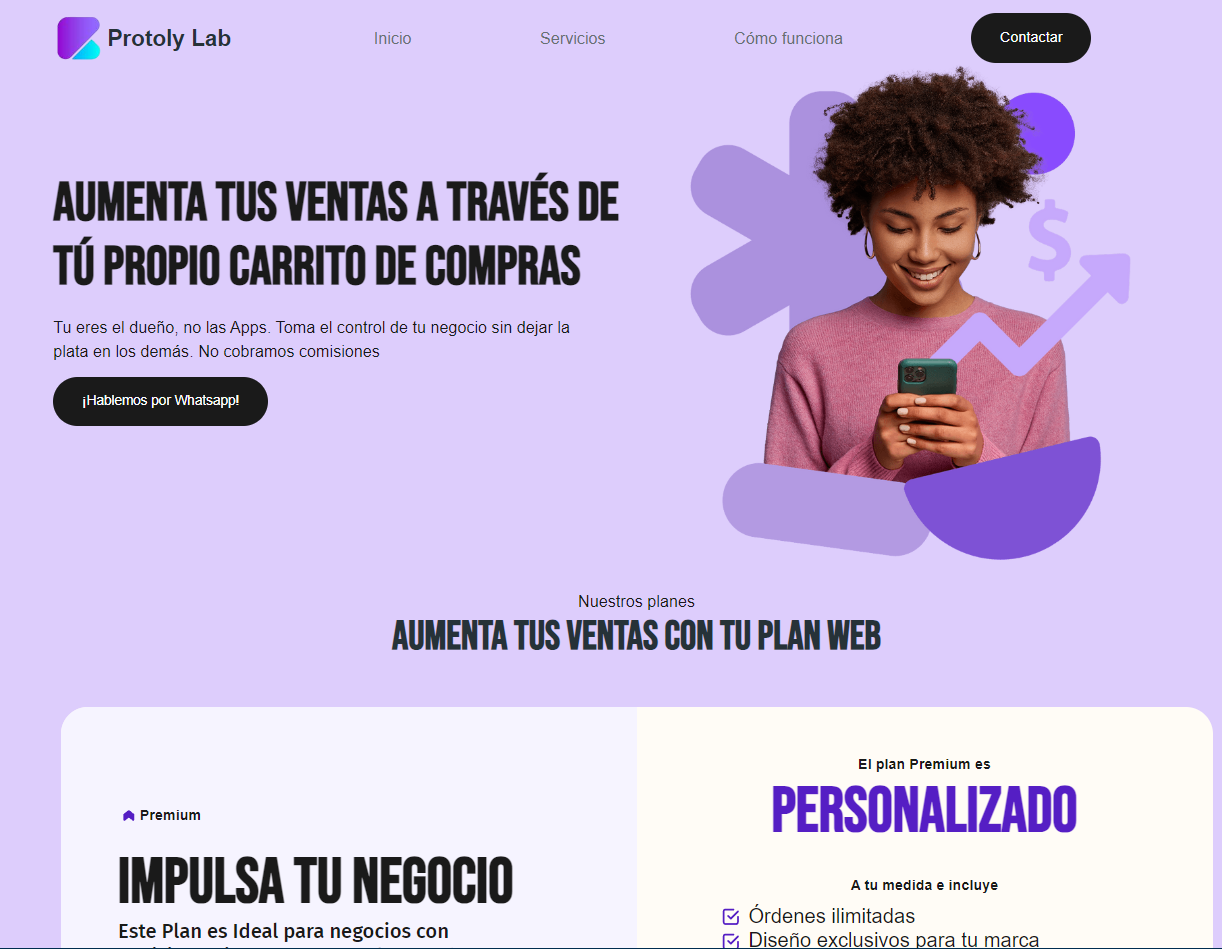 Protoly Lab
Inicio
Servicios
Cómo funciona
Contactar
AUMENTA TUS VENTAS A TRAVÉS DE
TÚ PROPIO CARRITO DE COMPRAS
Tu eres el dueño, no las Apps. Toma el control de tu negocio sin dejar la
plata en los demás. No cobramos comisiones
¡Hablemos por Whatsapp!
$
Nuestros planes
AUMENTA TUS VENTAS CON TU PLAN WEB
Premium
IMPULSA TU NEGOCIO
Este Plan es Ideal para negocios con
El plan Premium es
PERSONALIZADO
A tu medida e incluye
Órdenes ilimitadas
Diseño exclusivos para tu marca